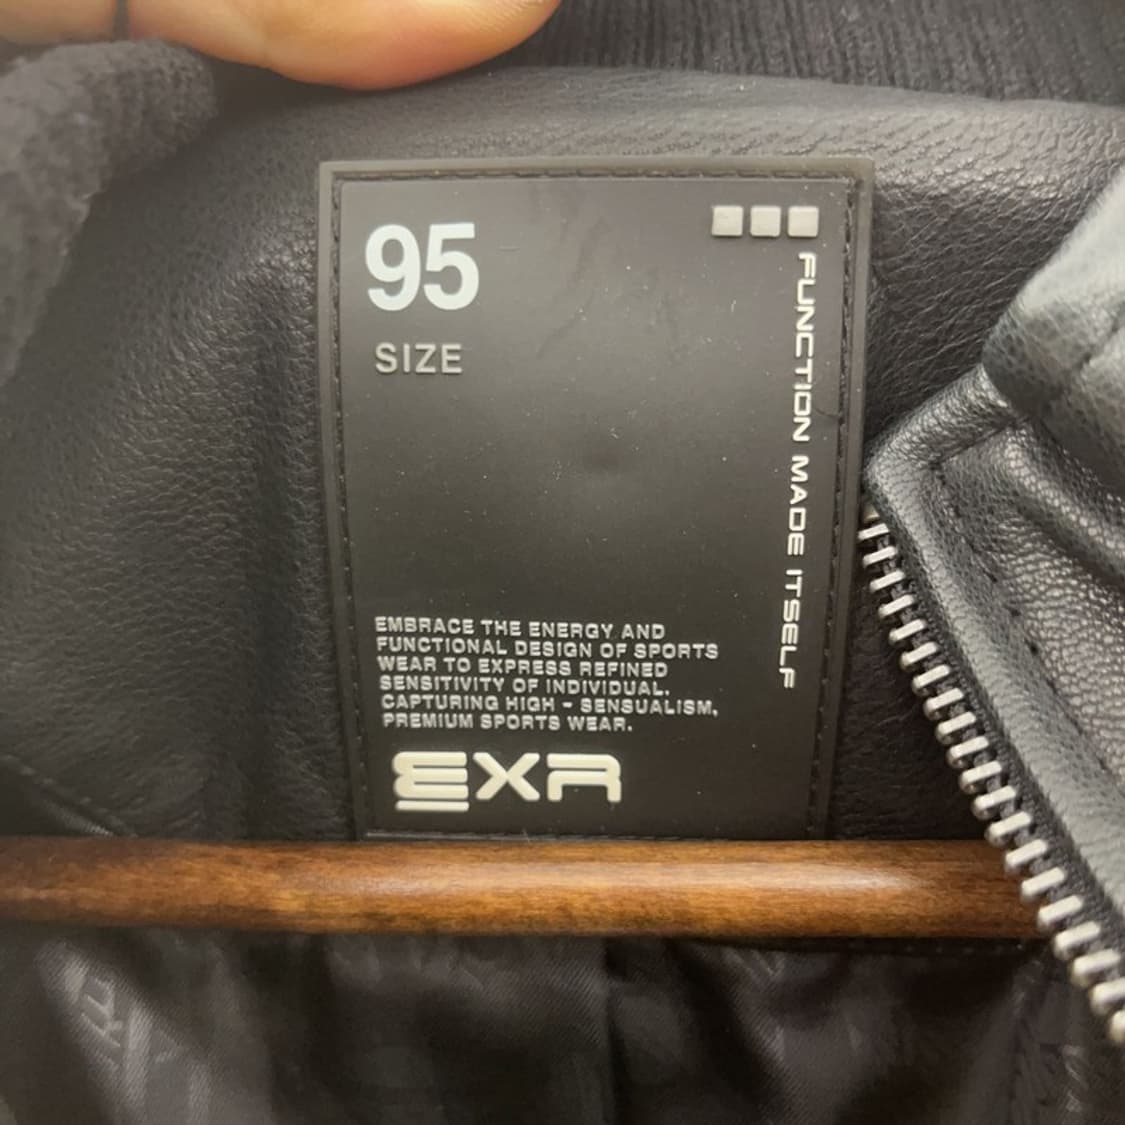 95
SIZE
FUNCTION MADE ITSELF
EMBRACE THE ENERGY AND
FUNCTIONAL DESIGN OF SPORTS
WEAR TO EXPRESS REFINED
SENSITIVITY OF INDIVIDUAL.
CAPTURING HIGH - SENSUALISM,
PREMIUM SPORTS WEAR.
EXR